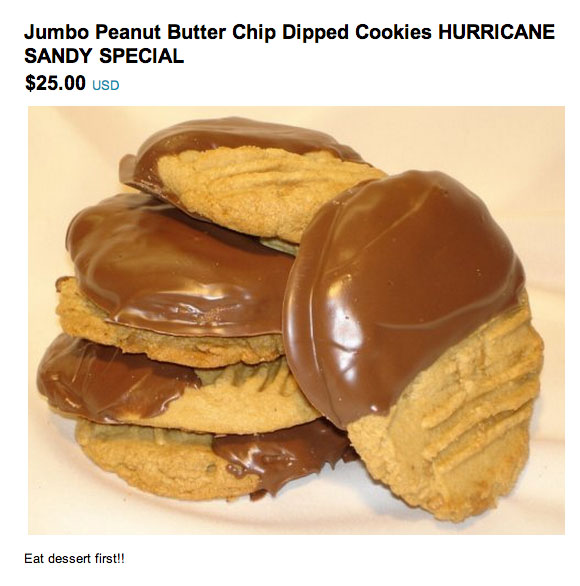 Jumbo Peanut Butter Chip Dipped Cookies HURRICANE
SANDY SPECIAL
$25.00 USD
Eat dessert first!!